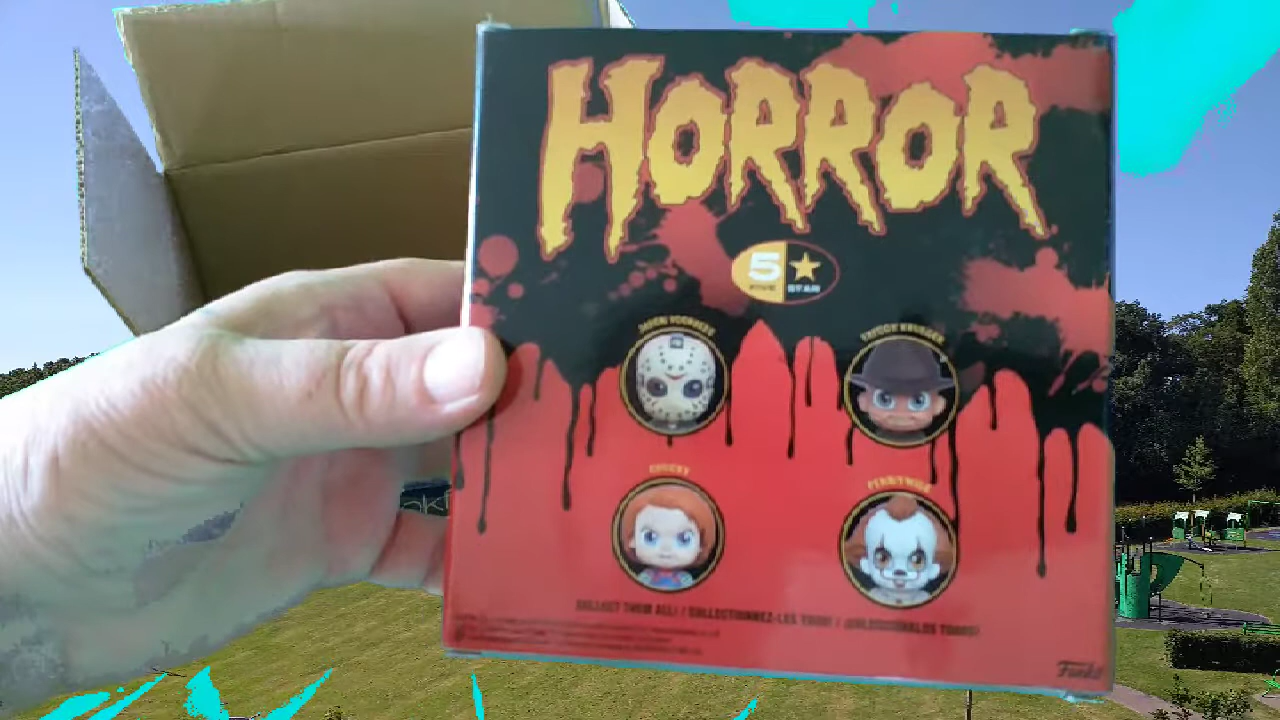 HORROR
5
FIVE STAR
JASON VOORHEES
FREDDY KRUEGER
CHUCKY
PENNYWISE
COLLECT THEM ALL! / COLLECTIONNEZ-LES TOUS! / ¡COLECCIÓNALOS TODOS!
Funko